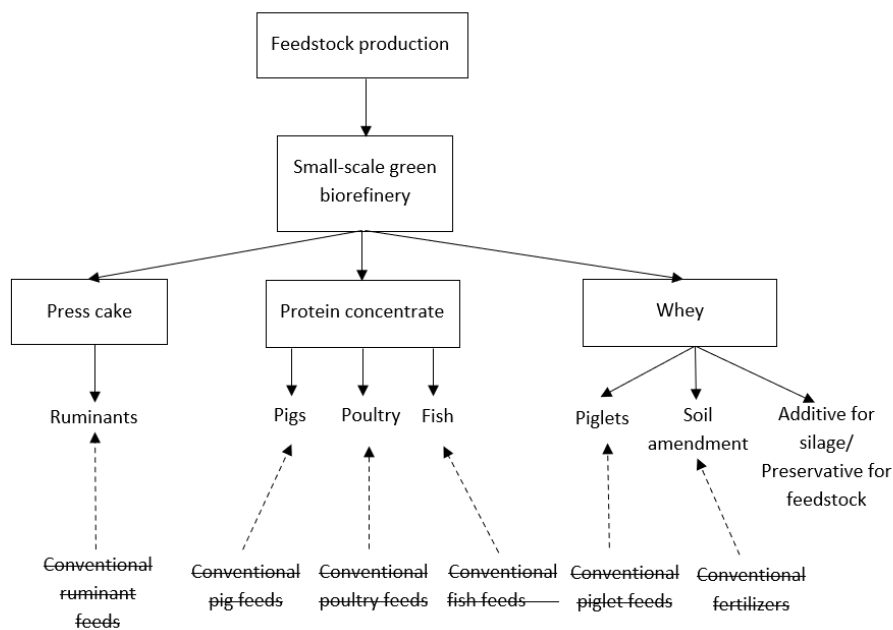 Feedstock production
Small-scale green
biorefinery
Press cake
Protein concentrate
Whey
Ruminants
Pigs
Poultry
Fish
Piglets
Soil
amendment
Additive for
silage/
Preservative for
feedstock
Conventional
ruminant
feeds
Conventional
pig feeds
Conventional
poultry feeds
Conventional
fish feeds
Conventional
piglet feeds
Conventional
fertilizers